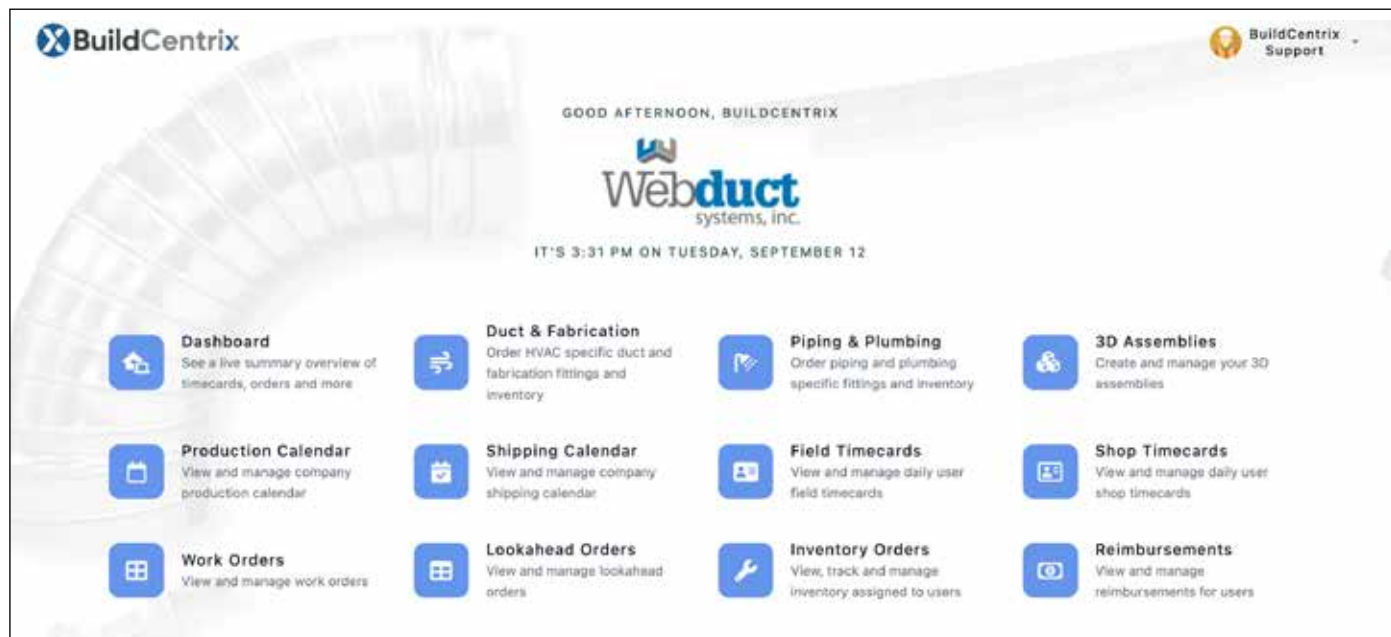 BuildCentrix
BuildCentrix
Support
GOOD AFTERNOON, BUILDCENTRIX
Webduct
systems, inc.
IT'S 3:31 PM ON TUESDAY, SEPTEMBER 12
Dashboard
See a live summary overview of
timecards, orders and more
Duct & Fabrication
Order HVAC specific duct and
fabrication fittings and
inventory
Piping & Plumbing
Order piping and plumbing
specific fittings and inventory
3D Assemblies
Create and manage your 3D
assemblies
Production Calendar
View and manage company
production calendar
Shipping Calendar
View and manage company
shipping calendar
Field Timecards
View and manage daily user
field timecards
Shop Timecards
View and manage daily user
shop timecards
Work Orders
View and manage work orders
Lookahead Orders
View and manage lookahead
orders
Inventory Orders
View, track and manage
inventory assigned to users
Reimbursements
View and manage
reimbursements for users